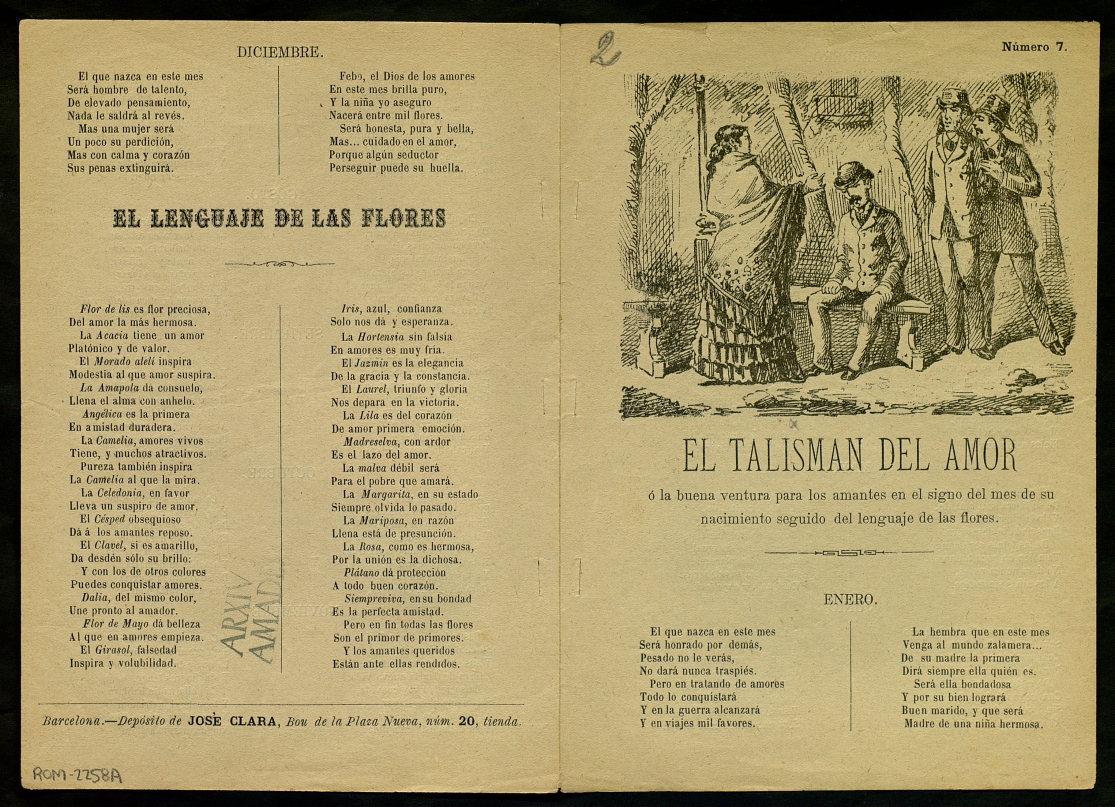 DICIEMBRE.
El que nazca en este mes
Será hombre de talento,
De elevado pensamiento,
Nada le saldrá al revés.
Mas una mujer será
Un poco su perdición,
Mas con calma y corazón
Sus penas extinguirá.
Febo, el Dios de los amores
En este mes brilla puro,
Y la niña yo aseguro
Nacerá entre mil flores.
Será honesta, pura y bella,
Mas... cuidado en el amor,
Porque algún seductor
Perseguir puede su huella.
EL LENGUAJE DE LAS FLORES
Flor de lis es flor preciosa,
Del amor la más hermosa.
La Acacia tiene un amor
Platónico y de valor.
El Morado alelí inspira
Modestia al que amor suspira.
La Amapola da consuelo,
Llena el alma con anhelo.
Angélica es la primera
En amistad duradera.
La Camelia, amores vivos
Tiene, y muchos atractivos.
Pureza también inspira
La Camelia al que la mira.
La Celedonia, en favor
Lleva un suspiro de amor.
El Césped obsequioso
Dá á los amantes reposo.
El Clavel, si es amarillo,
Da desdén sólo su brillo:
Y con los de otros colores
Puedes conquistar amores.
Dalia, del mismo color,
Une pronto al amador.
Flor de Mayo dá belleza
Al que en amores empieza.
El Girasol, falsedad
Inspira y volubilidad.
Iris, azul, confianza
Solo nos dá y esperanza.
La Hortensia sin falsía
En amores es muy fria.
El Jazmin es la elegancia
De la gracia y la constancia.
El Laurel, triunfo y gloria
Nos depara en la victoria.
La Lila es del corazón
De amor primera emoción.
Madreselva, con ardor
Es el lazo del amor.
La malva débil será
Para el pobre que amará.
La Margarita, en su estado
Siempre olvida lo pasado.
La Mariposa, en razón
Llena está de presunción.
La Rosa, como es hermosa,
Por la unión es la dichosa.
Plátano dá protección
A todo buen corazón.
Siempreviva, en su bondad
Es la perfecta amistad.
Pero en fin todas las flores
Son el primor de primores.
Y los amantes queridos
Están ante ellas rendidos.
ARXIV
AMADES
Barcelona.—Depósito de JOSÈ CLARA, Bou de la Plaza Nueva, núm. 20, tienda.
ROM-2258A
2
Número 7.
EL TALISMAN DEL AMOR
ó la buena ventura para los amantes en el signo del mes de su
nacimiento seguido del lenguaje de las flores.
ENERO.
El que nazca en este mes
Será honrado por demás,
Pesado no le verás,
No dará nunca traspiés.
Pero en tratando de amores
Todo lo conquistará
Y en la guerra alcanzará
Y en viajes mil favores.
La hembra que en este mes
Venga al mundo zalamera...
De su madre la primera
Dirá siempre ella quién es.
Será ella bondadosa
Y por su bien logrará
Buen marido, y que será
Madre de una niña hermosa.